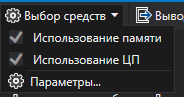 Выбор средств
Использование памяти
Использование ЦП
Параметры...